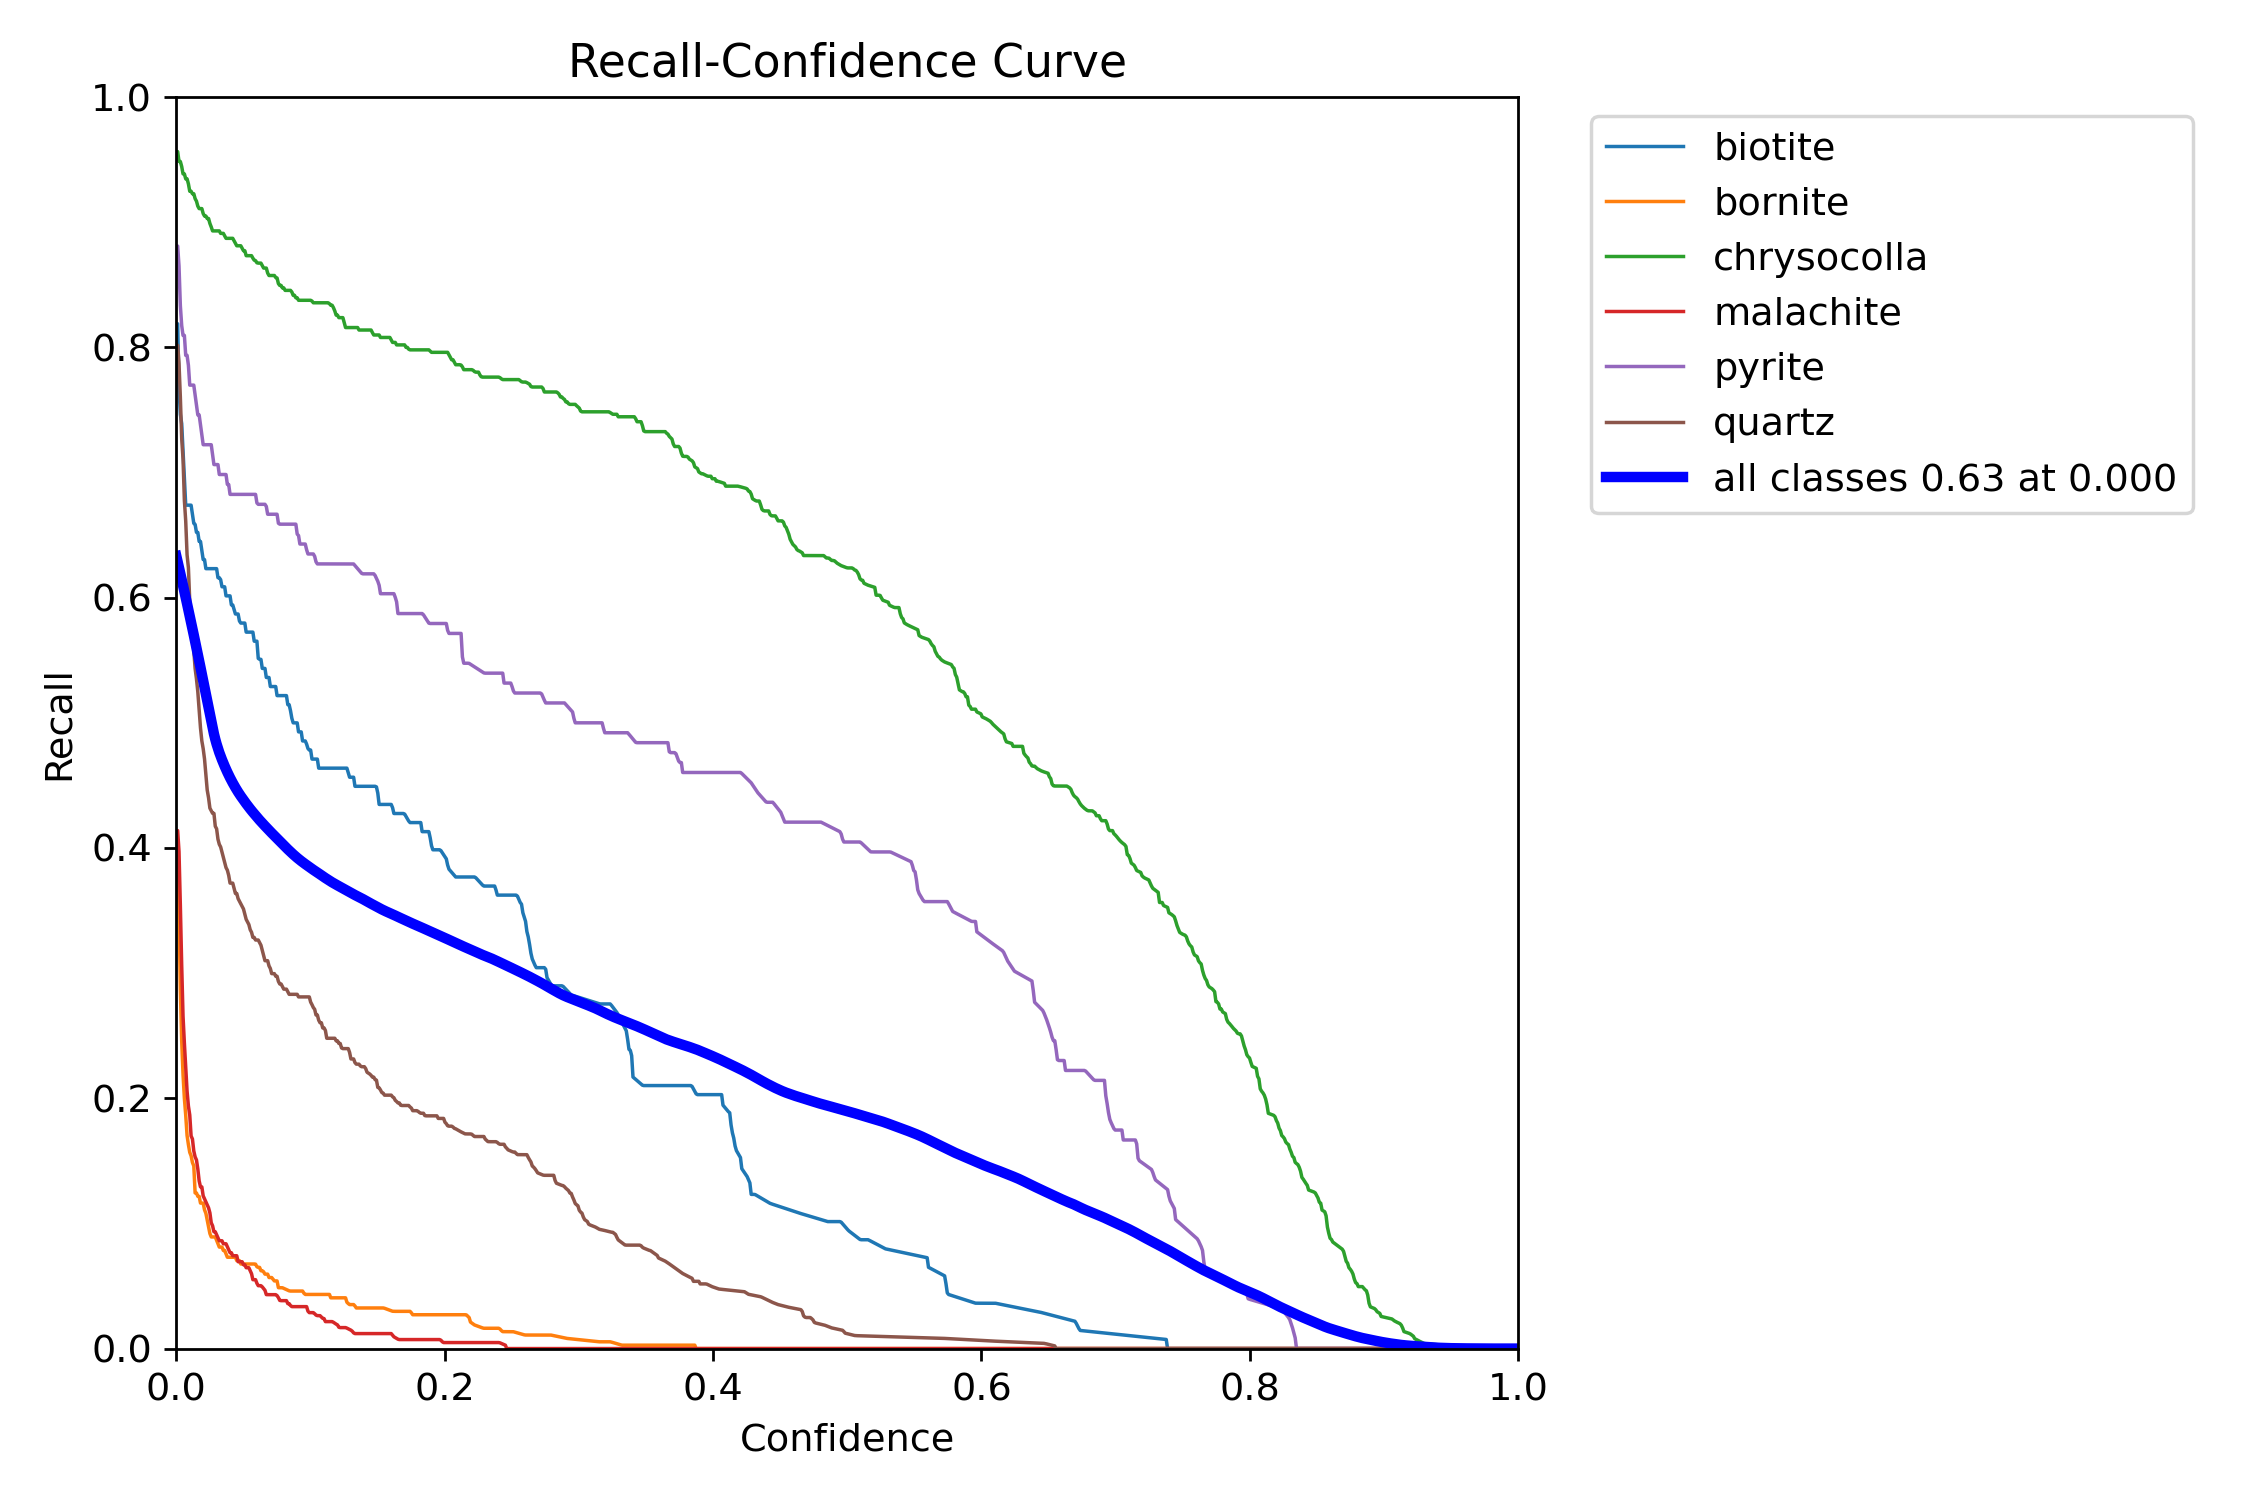 Recall-Confidence Curve
1.0
0.8
0.6
0.4
0.2
0.0
Recall
0.0 0.2 0.4 0.6 0.8 1.0
Confidence
biotite
bornite
chrysocolla
malachite
pyrite
quartz
all classes 0.63 at 0.000